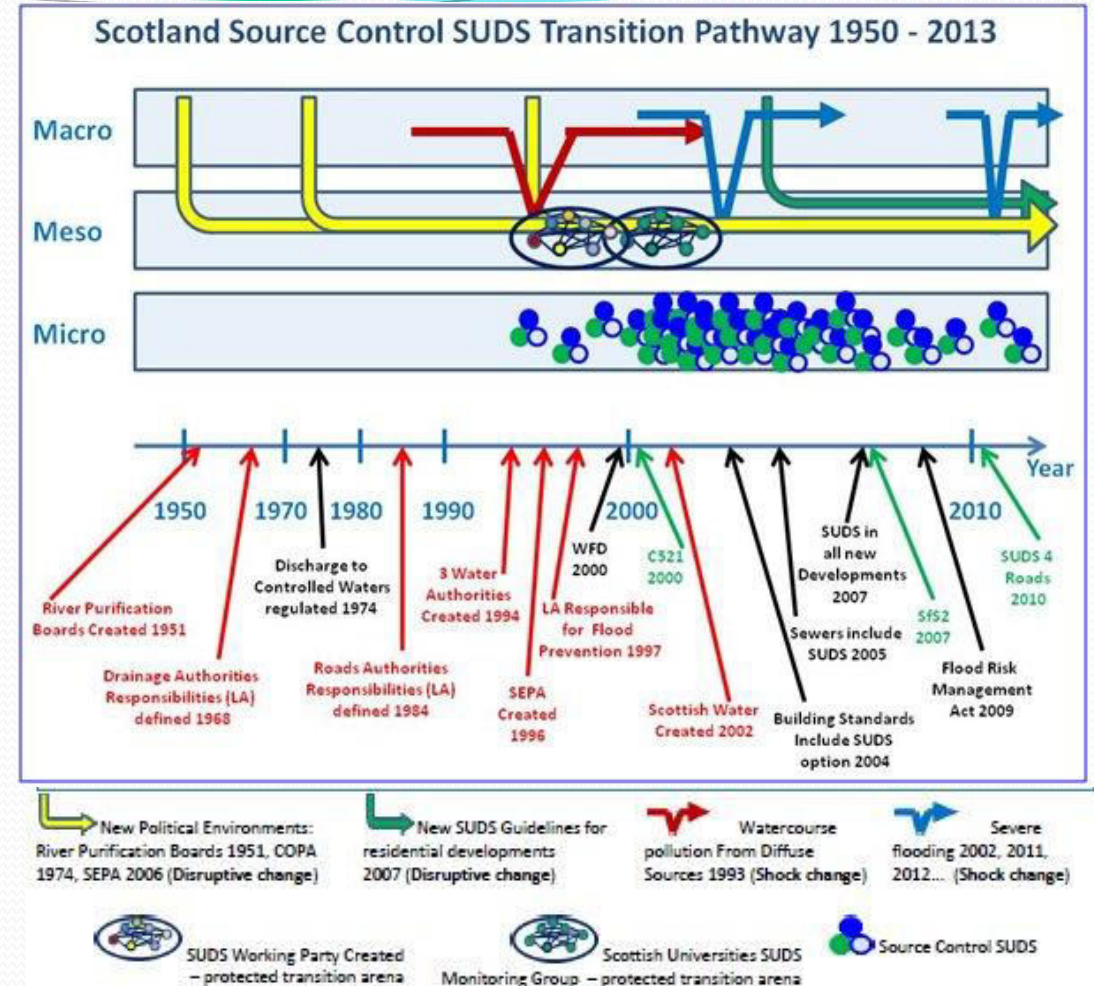 Scotland Source Control SUDS Transition Pathway 1950 - 2013
Macro
Meso
Micro
Year
1950
1970
1980
1990
2000
2010
River Purification
Boards Created 1951
Drainage Authorities
Responsibilities (LA)
defined 1968
Discharge to
Controlled Waters
regulated 1974
Roads Authorities
Responsibilities (LA)
defined 1984
3 Water
Authorities
Created 1994
SEPA
Created
1996
LA Responsible
for Flood
Prevention 1997
WFD
2000
C521
2000
Scottish Water
Created 2002
Building Standards
Include SUDS
option 2004
Sewers include
SUDS 2005
SUDS in
all new
Developments
2007
SfS2
2007
Flood Risk
Management
Act 2009
SUDS 4
Roads
2010
New Political Environments:
River Purification Boards 1951, COPA
1974, SEPA 2006 (Disruptive change)
New SUDS Guidelines for
residential developments
2007 (Disruptive change)
Watercourse
pollution From Diffuse
Sources 1993 (Shock change)
Severe
flooding 2002, 2011,
2012... (Shock change)
SUDS Working Party Created
– protected transition arena
Scottish Universities SUDS
Monitoring Group – protected transition arena
Source Control SUDS